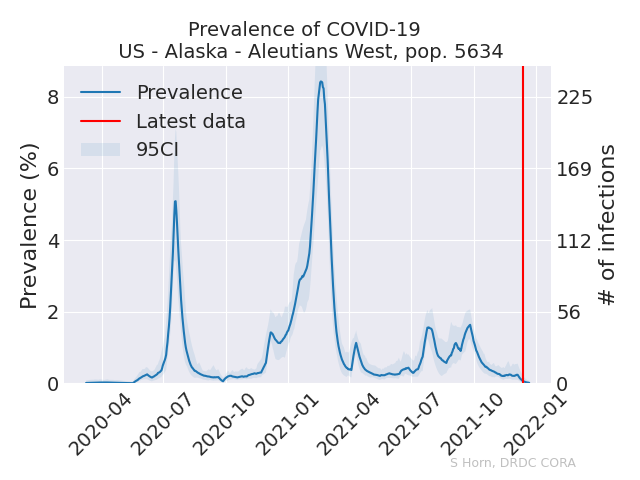 Prevalence of COVID-19
US - Alaska - Aleutians West, pop. 5634
Prevalence
Latest data
95CI
Prevalence (%)
8
6
4
2
0
# of infections
225
169
112
56
0
2020-04
2020-07
2020-10
2021-01
2021-04
2021-07
2021-10
2022-01
S Horn, DRDC CORA